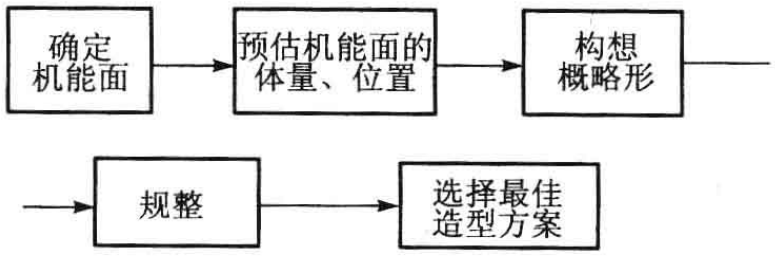 确定
机能面
预估机能面的
体量、位置
构想
概略形
规整
选择最佳
造型方案